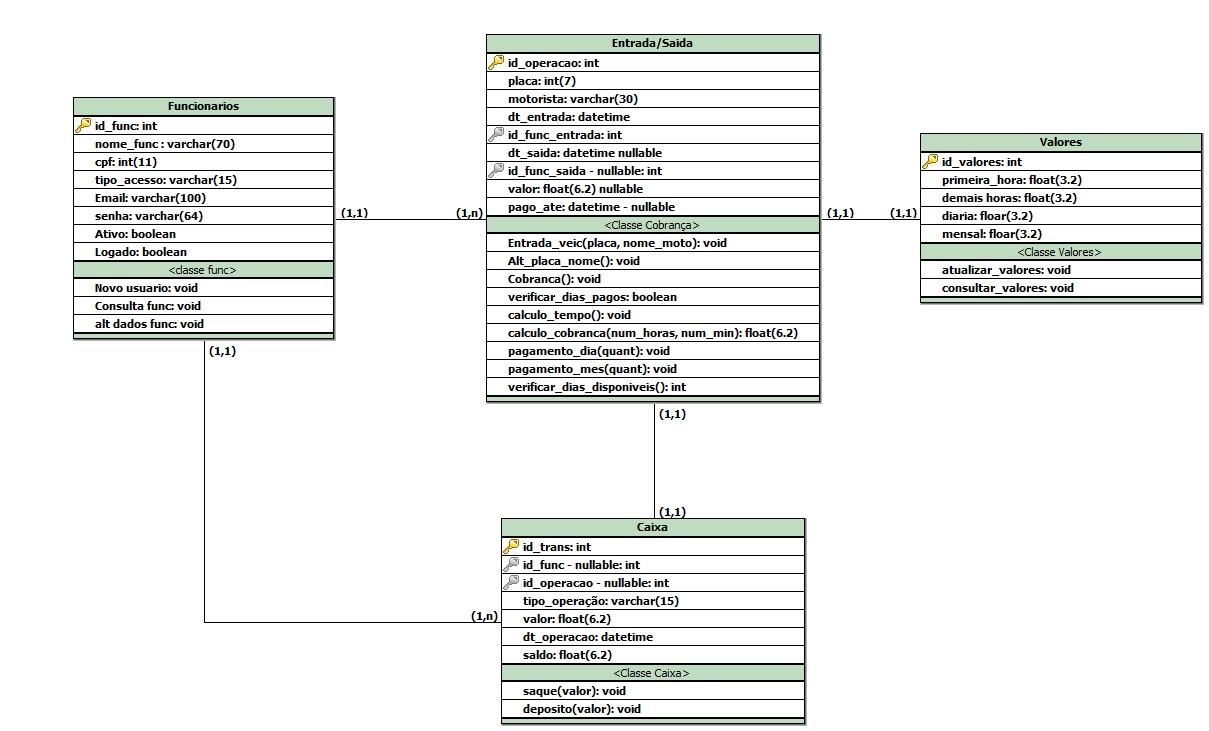 Funcionarios
id_func: int
nome_func : varchar(70)
cpf: int(11)
tipo_acesso: varchar(15)
Email: varchar(100)
senha: varchar(64)
Ativo: boolean
Logado: boolean
<classe func>
Novo usuario: void
Consulta func: void
alt dados func: void
(1,1)
(1,n)
(1,1)
(1,n)
Entrada/Saida
id_operacao: int
placa: int(7)
motorista: varchar(30)
dt_entrada: datetime
id_func_entrada: int
dt_saida: datetime nullable
id_func_saida - nullable: int
valor: float(6.2) nullable
pago_ate: datetime - nullable
<Classe Cobrança>
Entrada_veic(placa, nome_moto): void
Alt_placa_nome(): void
Cobranca(): void
verificar_dias_pagos: boolean
calculo_tempo(): void
calculo_cobranca(num_horas, num_min): float(6.2)
pagamento_dia(quant): void
pagamento_mes(quant): void
verificar_dias_disponiveis(): int
(1,1)
(1,1)
Valores
id_valores: int
primeira_hora: float(3.2)
demais horas: float(3.2)
diaria: floar(3.2)
mensal: floar(3.2)
<Classe Valores>
atualizar_valores: void
consultar_valores: void
(1,1)
(1,1)
Caixa
id_trans: int
id_func - nullable: int
id_operacao - nullable: int
tipo_operação: varchar(15)
valor: float(6.2)
dt_operacao: datetime
saldo: float(6.2)
<Classe Caixa>
saque(valor): void
deposito(valor): void